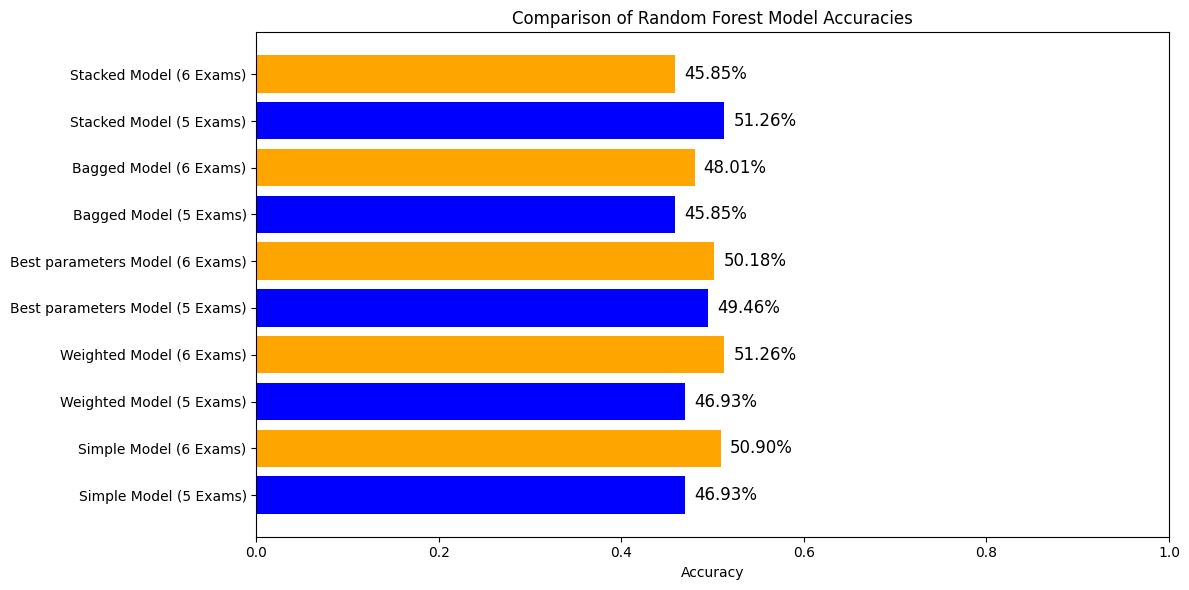 Comparison of Random Forest Model Accuracies
Stacked Model (6 Exams) 45.85%
Stacked Model (5 Exams) 51.26%
Bagged Model (6 Exams) 48.01%
Bagged Model (5 Exams) 45.85%
Best parameters Model (6 Exams) 50.18%
Best parameters Model (5 Exams) 49.46%
Weighted Model (6 Exams) 51.26%
Weighted Model (5 Exams) 46.93%
Simple Model (6 Exams) 50.90%
Simple Model (5 Exams) 46.93%
0.0 0.2 0.4 0.6 0.8 1.0
Accuracy